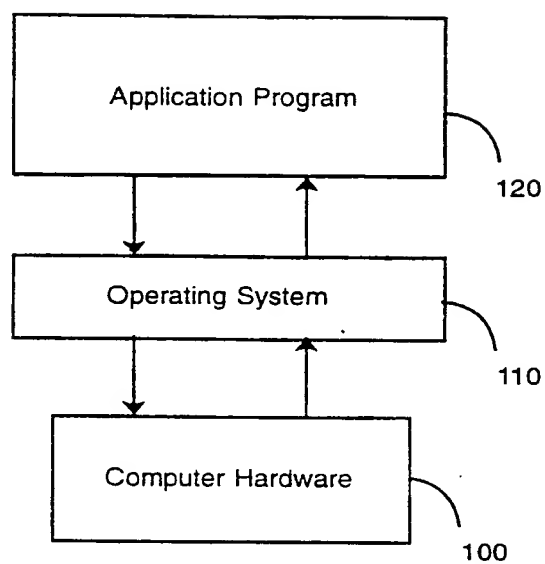 Application Program
120
Operating System
110
Computer Hardware
100